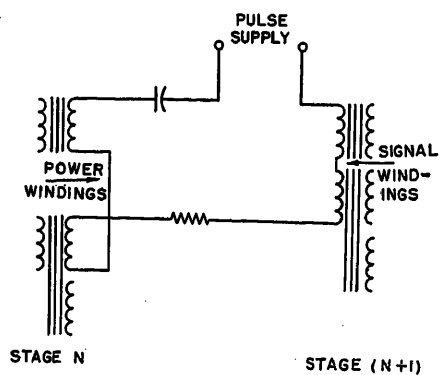 PULSE
SUPPLY
POWER
WINDINGS
SIGNAL
WIND-
INGS
STAGE N
STAGE (N+1)